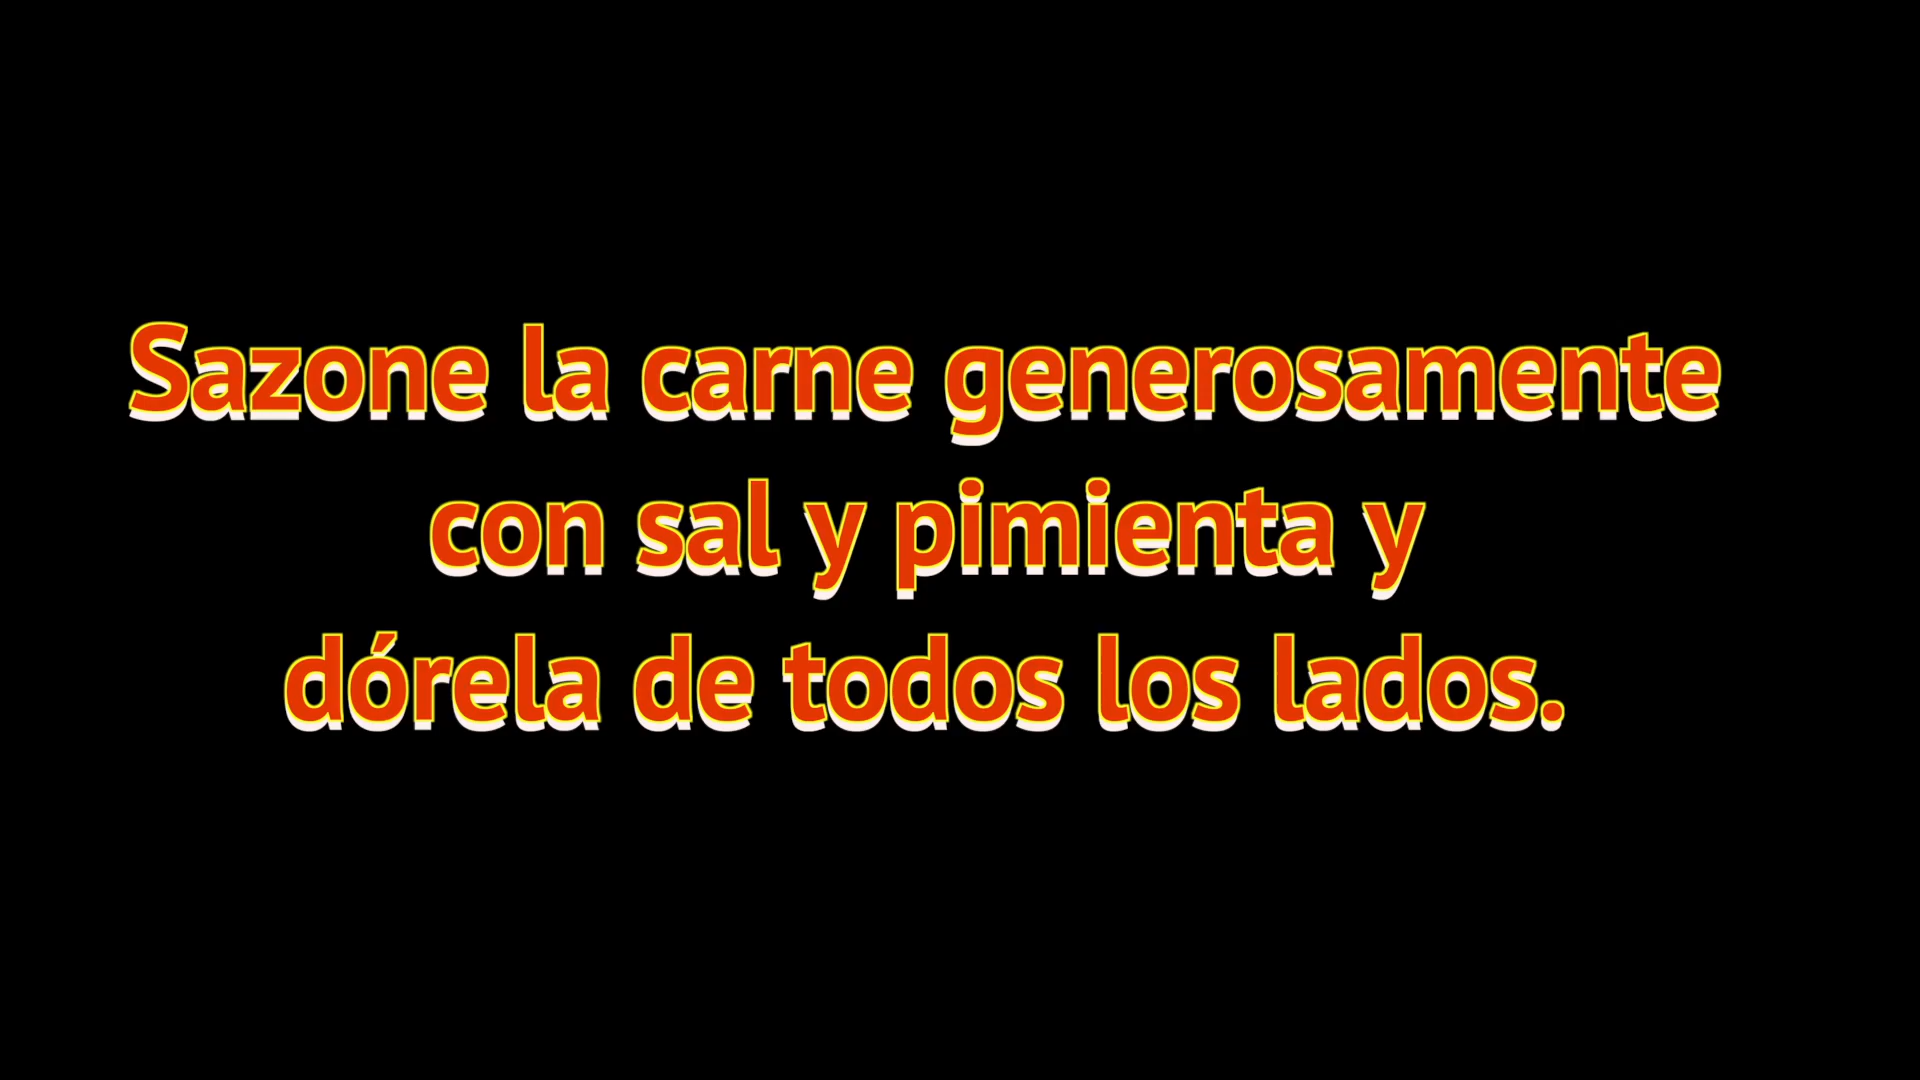 Sazone la carne generosamente
con sal y pimienta y
dórela de todos los lados.